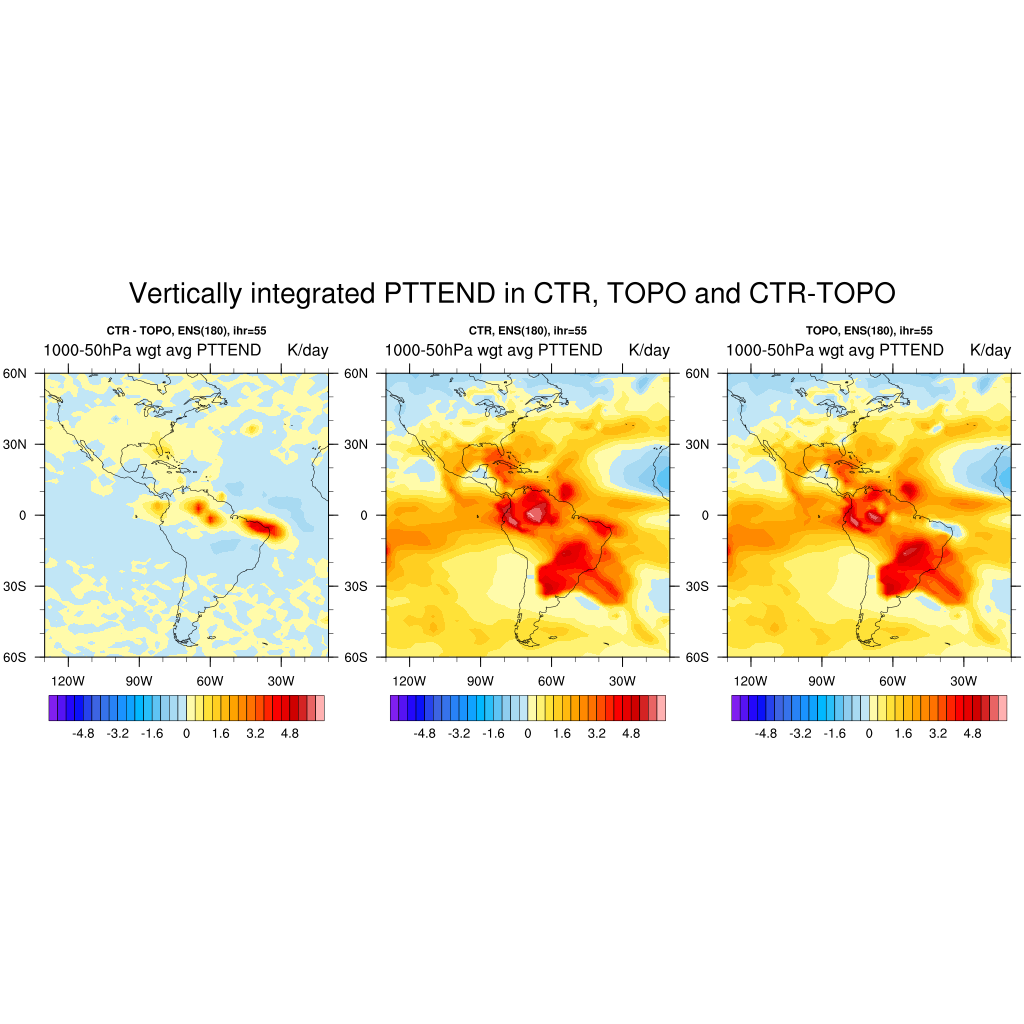 Vertically integrated PTTEND in CTR, TOPO and CTR-TOPO
CTR - TOPO, ENS(180), ihr=55
1000-50hPa wgt avg PTTEND K/day
60N
30N
0
30S
60S
120W 90W 60W 30W
-4.8 -3.2 -1.6 0 1.6 3.2 4.8
CTR, ENS(180), ihr=55
1000-50hPa wgt avg PTTEND K/day
60N
30N
0
30S
60S
120W 90W 60W 30W
-4.8 -3.2 -1.6 0 1.6 3.2 4.8
TOPO, ENS(180), ihr=55
1000-50hPa wgt avg PTTEND K/day
60N
30N
0
30S
60S
120W 90W 60W 30W
-4.8 -3.2 -1.6 0 1.6 3.2 4.8